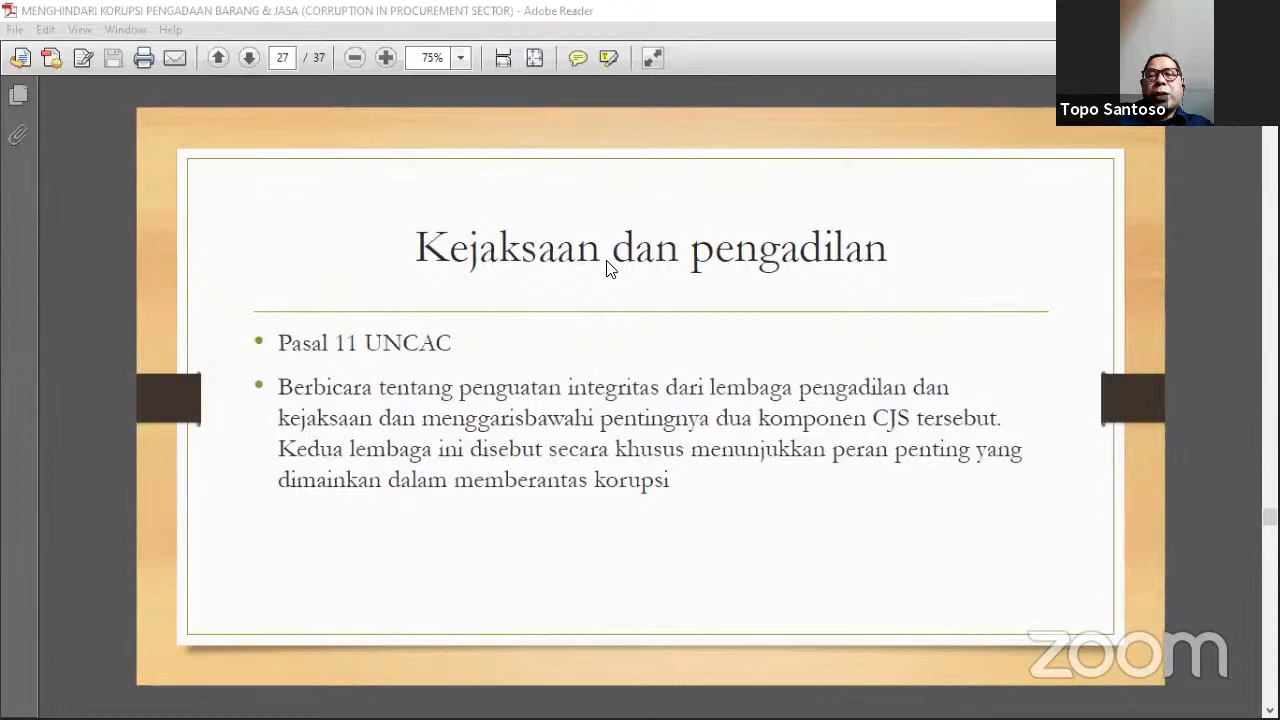 MENGHINDARI KORUPSI PENGADAAN BARANG & JASA (CORRUPTION IN PROCUREMENT SECTOR) - Adobe Reader
File Edit View Window Help
27 / 37 75%
Topo Santoso
Kejaksaan dan pengadilan
• Pasal 11 UNCAC
• Berbicara tentang penguatan integritas dari lembaga pengadilan dan
kejaksaan dan menggarisbawahi pentingnya dua komponen CJS tersebut.
Kedua lembaga ini disebut secara khusus menunjukkan peran penting yang
dimainkan dalam memberantas korupsi
zoom